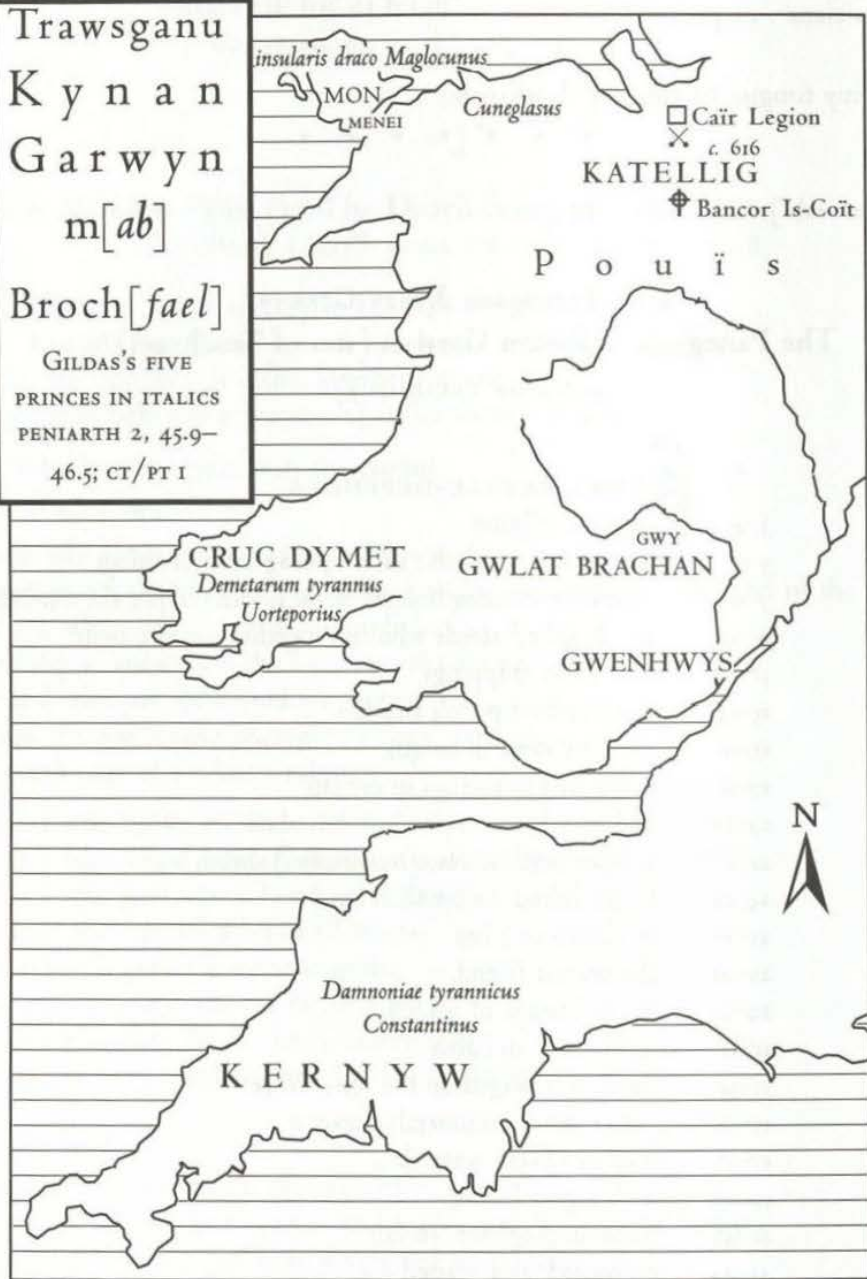 Trawsganu
Kynan
Garwyn
m[ab]
Broch[fael]
GILDAS'S FIVE
PRINCES IN ITALICS
PENIARTH 2, 45.9–
46.5; CT/PT I
insularis draco Maglocunus
MON
MENEI
Cuneglasus
Caïr Legion
c. 616
KATELLIG
Bancor Is-Coït
Pouïs
CRUC DYMET
Demetarum tyrannus
Uorteporius
GWY
GWLAT BRACHAN
GWENHWYS
N
Damnoniae tyrannicus
Constantinus
KERNYW